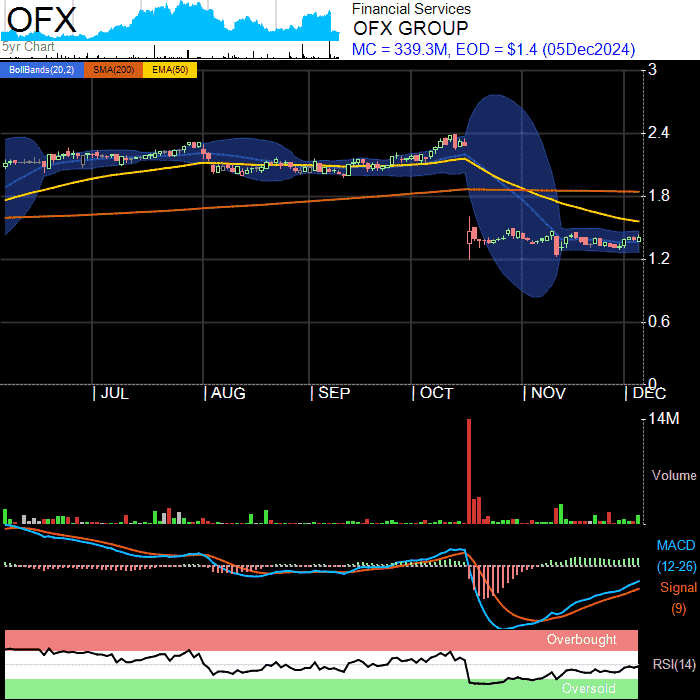 OFX
5yr Chart
Financial Services
OFX GROUP
MC = 339.3M, EOD = $1.4 (05Dec2024)
BollBands(20,2) SMA(200) EMA(50)
3
2.4
1.8
1.2
0.6
0
| JUL | AUG | SEP | OCT | NOV | DEC
14M
Volume
MACD
(12-26)
Signal
(9)
Overbought
RSI(14)
Oversold